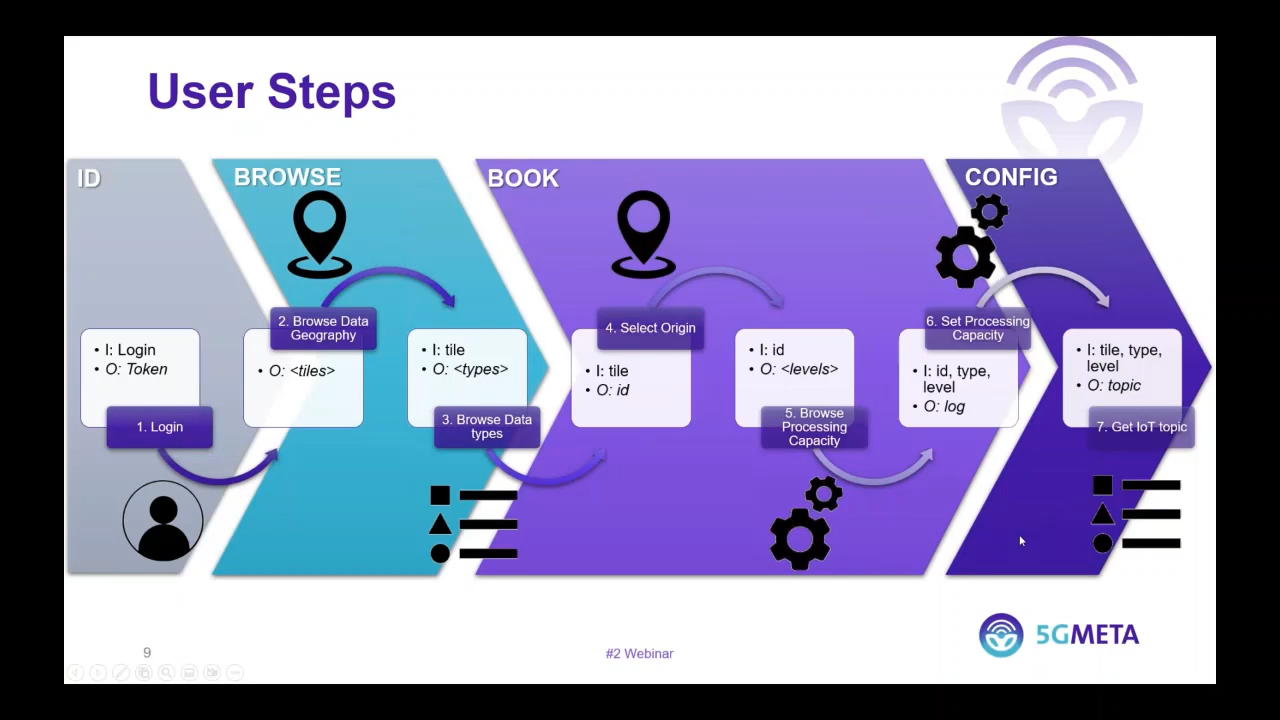 User Steps
ID
BROWSE
BOOK
CONFIG
• I: Login
• O: Token
1. Login
2. Browse Data
Geography
• O: <tiles>
• I: tile
• O: <types>
3. Browse Data
types
4. Select Origin
• I: tile
• O: id
• I: id
• O: <levels>
5. Browse
Processing
Capacity
6. Set Processing
Capacity
• I: id, type,
level
• O: log
• I: tile, type,
level
• O: topic
7. Get IoT topic
9
#2 Webinar
5GMETA